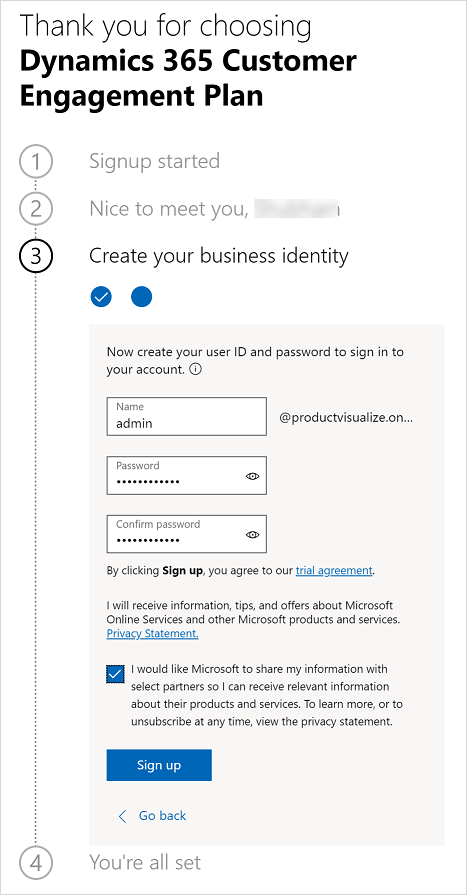 Thank you for choosing
Dynamics 365 Customer
Engagement Plan
1 Signup started
2 Nice to meet you,
3 Create your business identity
Now create your user ID and password to sign in to
your account.
Name
admin
@productvisualize.on...
Password
Confirm password
By clicking Sign up, you agree to our trial agreement.
I will receive information, tips, and offers about Microsoft
Online Services and other Microsoft products and services.
Privacy Statement.
I would like Microsoft to share my information with
select partners so I can receive relevant information
about their products and services. To learn more, or to
unsubscribe at any time, view the privacy statement.
Sign up
Go back
4 You're all set